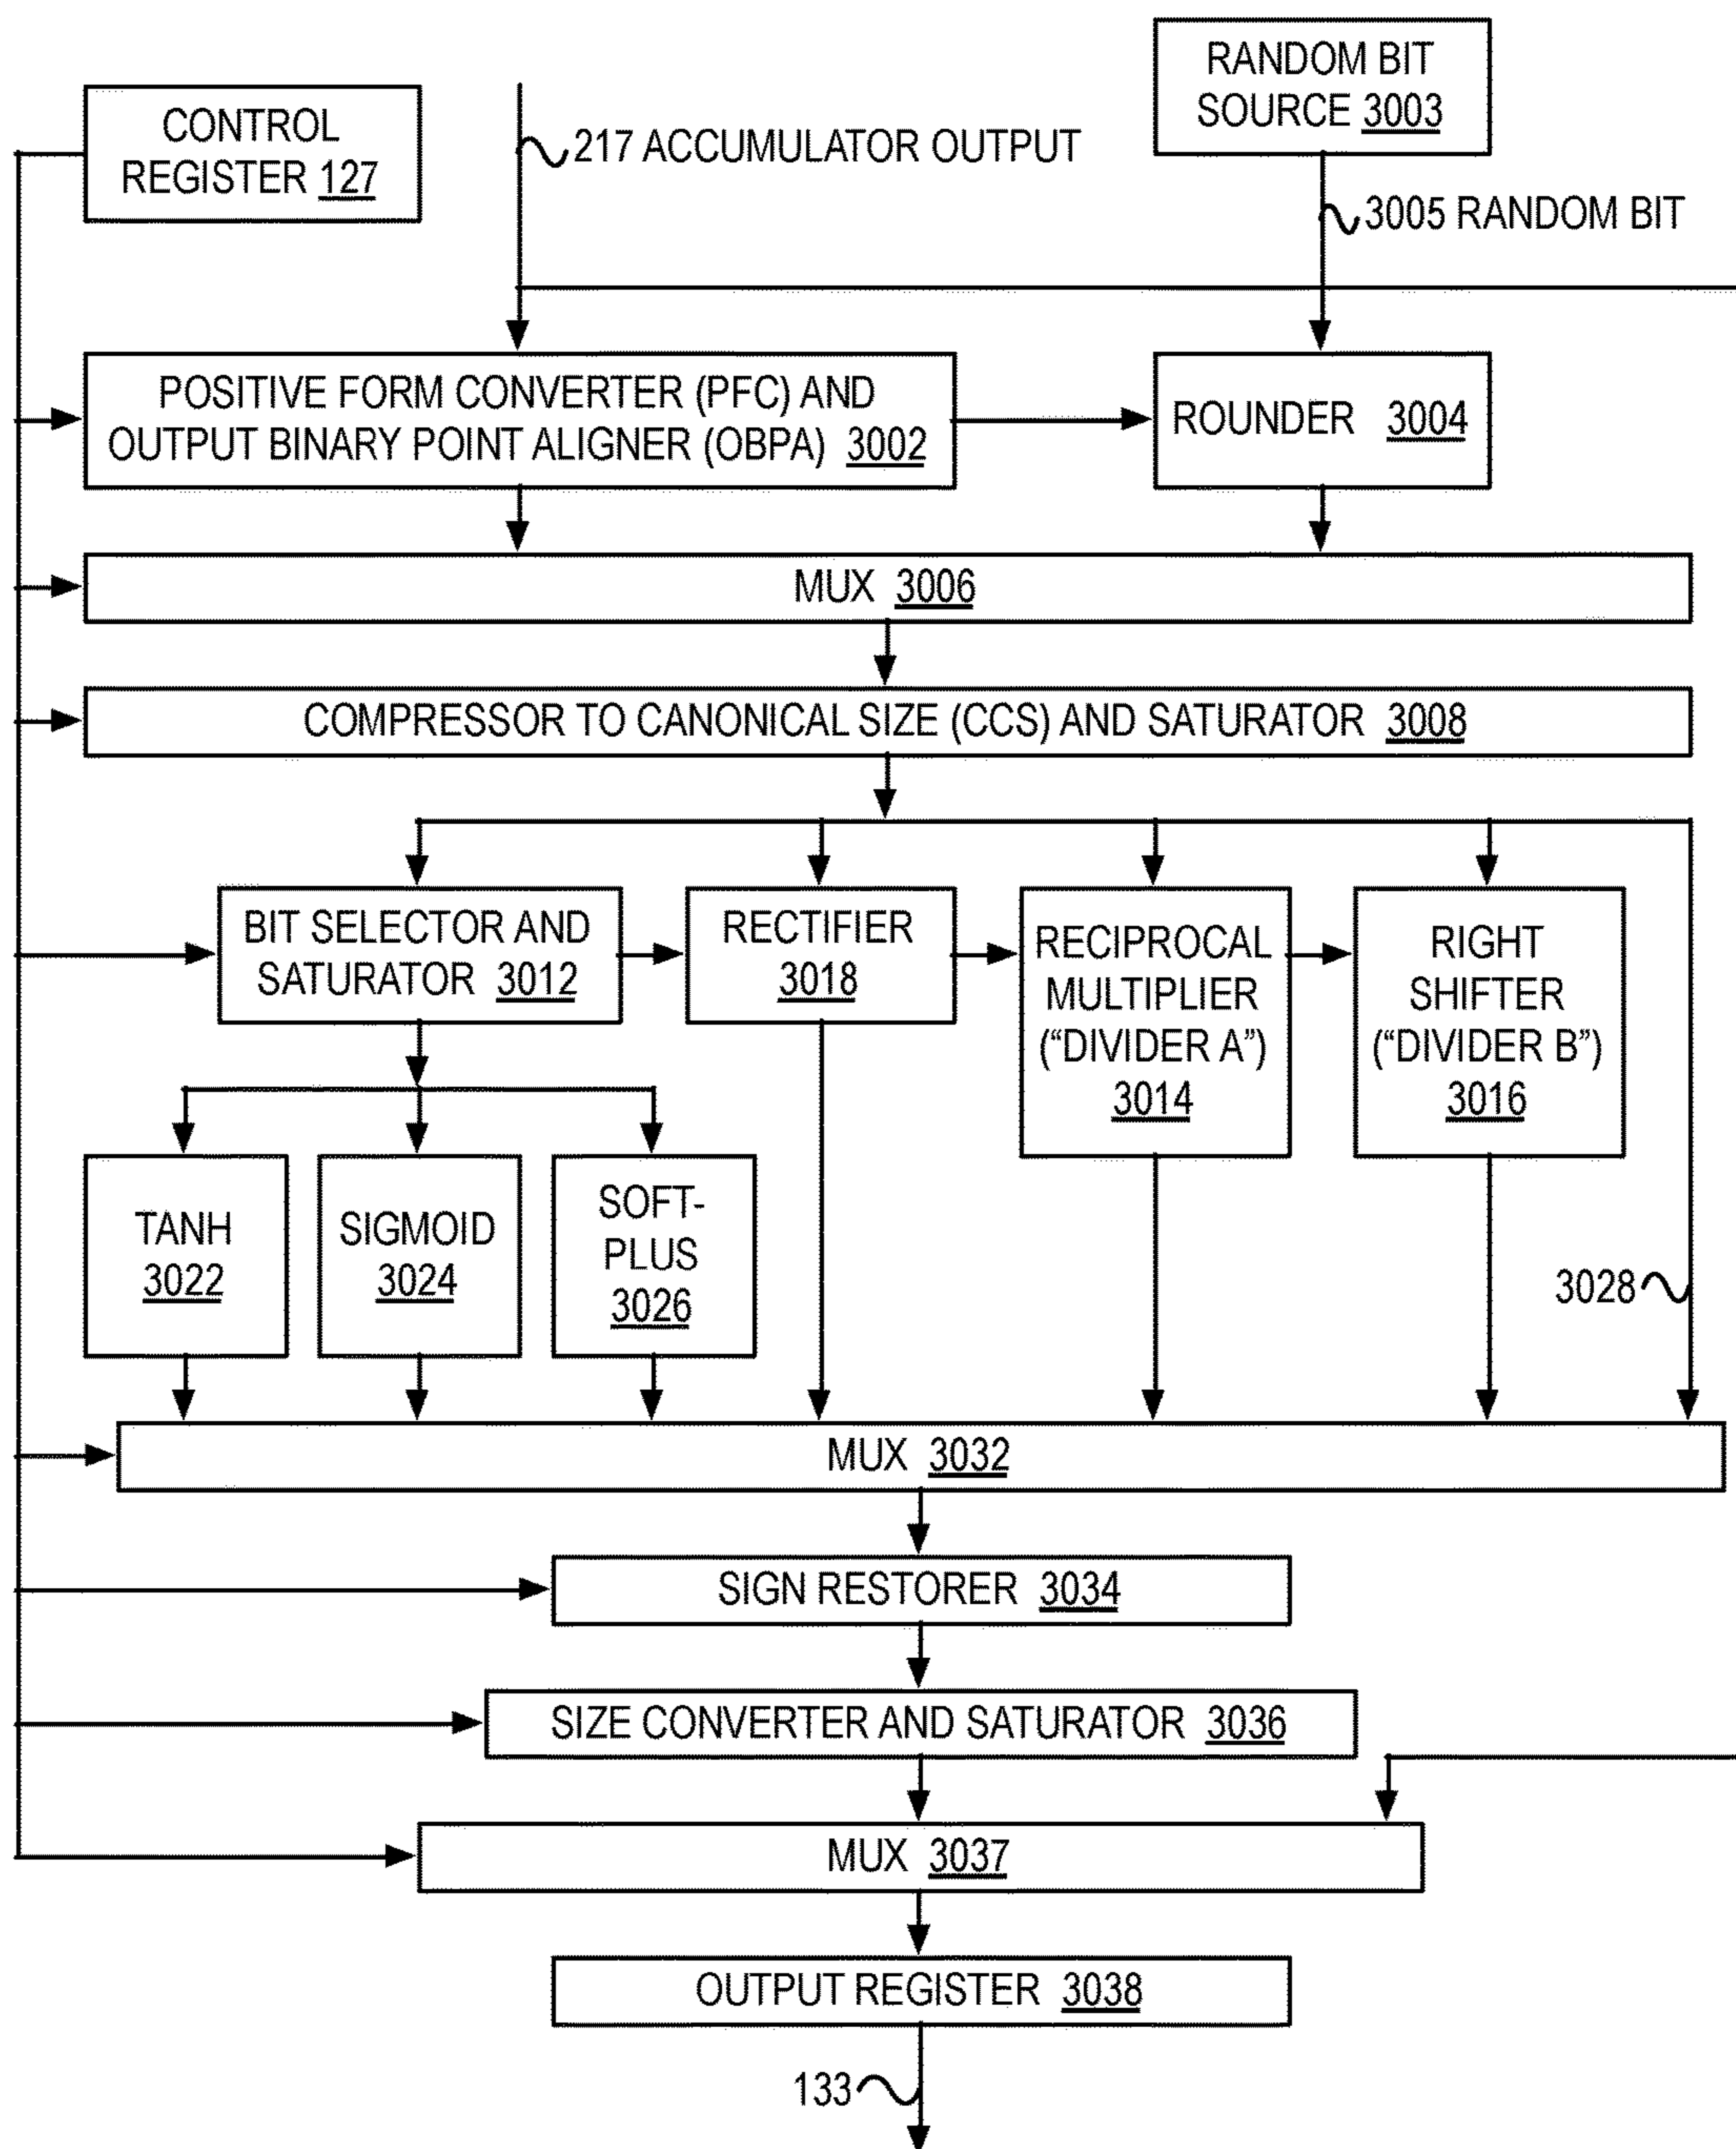 RANDOM BIT
SOURCE 3003
CONTROL
REGISTER 127
217 ACCUMULATOR OUTPUT
3005 RANDOM BIT
POSITIVE FORM CONVERTER (PFC) AND
OUTPUT BINARY POINT ALIGNER (OBPA) 3002
ROUNDER 3004
MUX 3006
COMPRESSOR TO CANONICAL SIZE (CCS) AND SATURATOR 3008
BIT SELECTOR AND
SATURATOR 3012
RECTIFIER
3018
RECIPROCAL
MULTIPLIER
("DIVIDER A")
3014
RIGHT
SHIFTER
("DIVIDER B")
3016
TANH
3022
SIGMOID
3024
SOFT-
PLUS
3026
3028
MUX 3032
SIGN RESTORER 3034
SIZE CONVERTER AND SATURATOR 3036
MUX 3037
OUTPUT REGISTER 3038
133